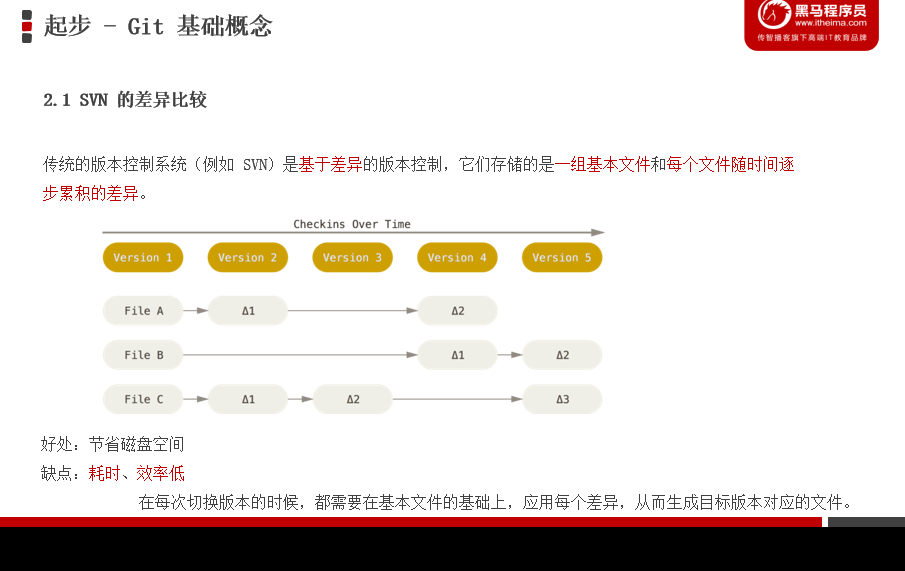 起步 - Git 基础概念
黑马程序员
www.itheima.com
传智播客旗下高端IT教育品牌
2.1 SVN 的差异比较
传统的版本控制系统（例如 SVN）是基于差异的版本控制，它们存储的是一组基本文件和每个文件随时间逐
步累积的差异。
Checkins Over Time
Version 1 Version 2 Version 3 Version 4 Version 5
File A Δ1 Δ2
File B Δ1 Δ2
File C Δ1 Δ2 Δ3
好处：节省磁盘空间
缺点：耗时、效率低
在每次切换版本的时候，都需要在基本文件的基础上，应用每个差异，从而生成目标版本对应的文件。